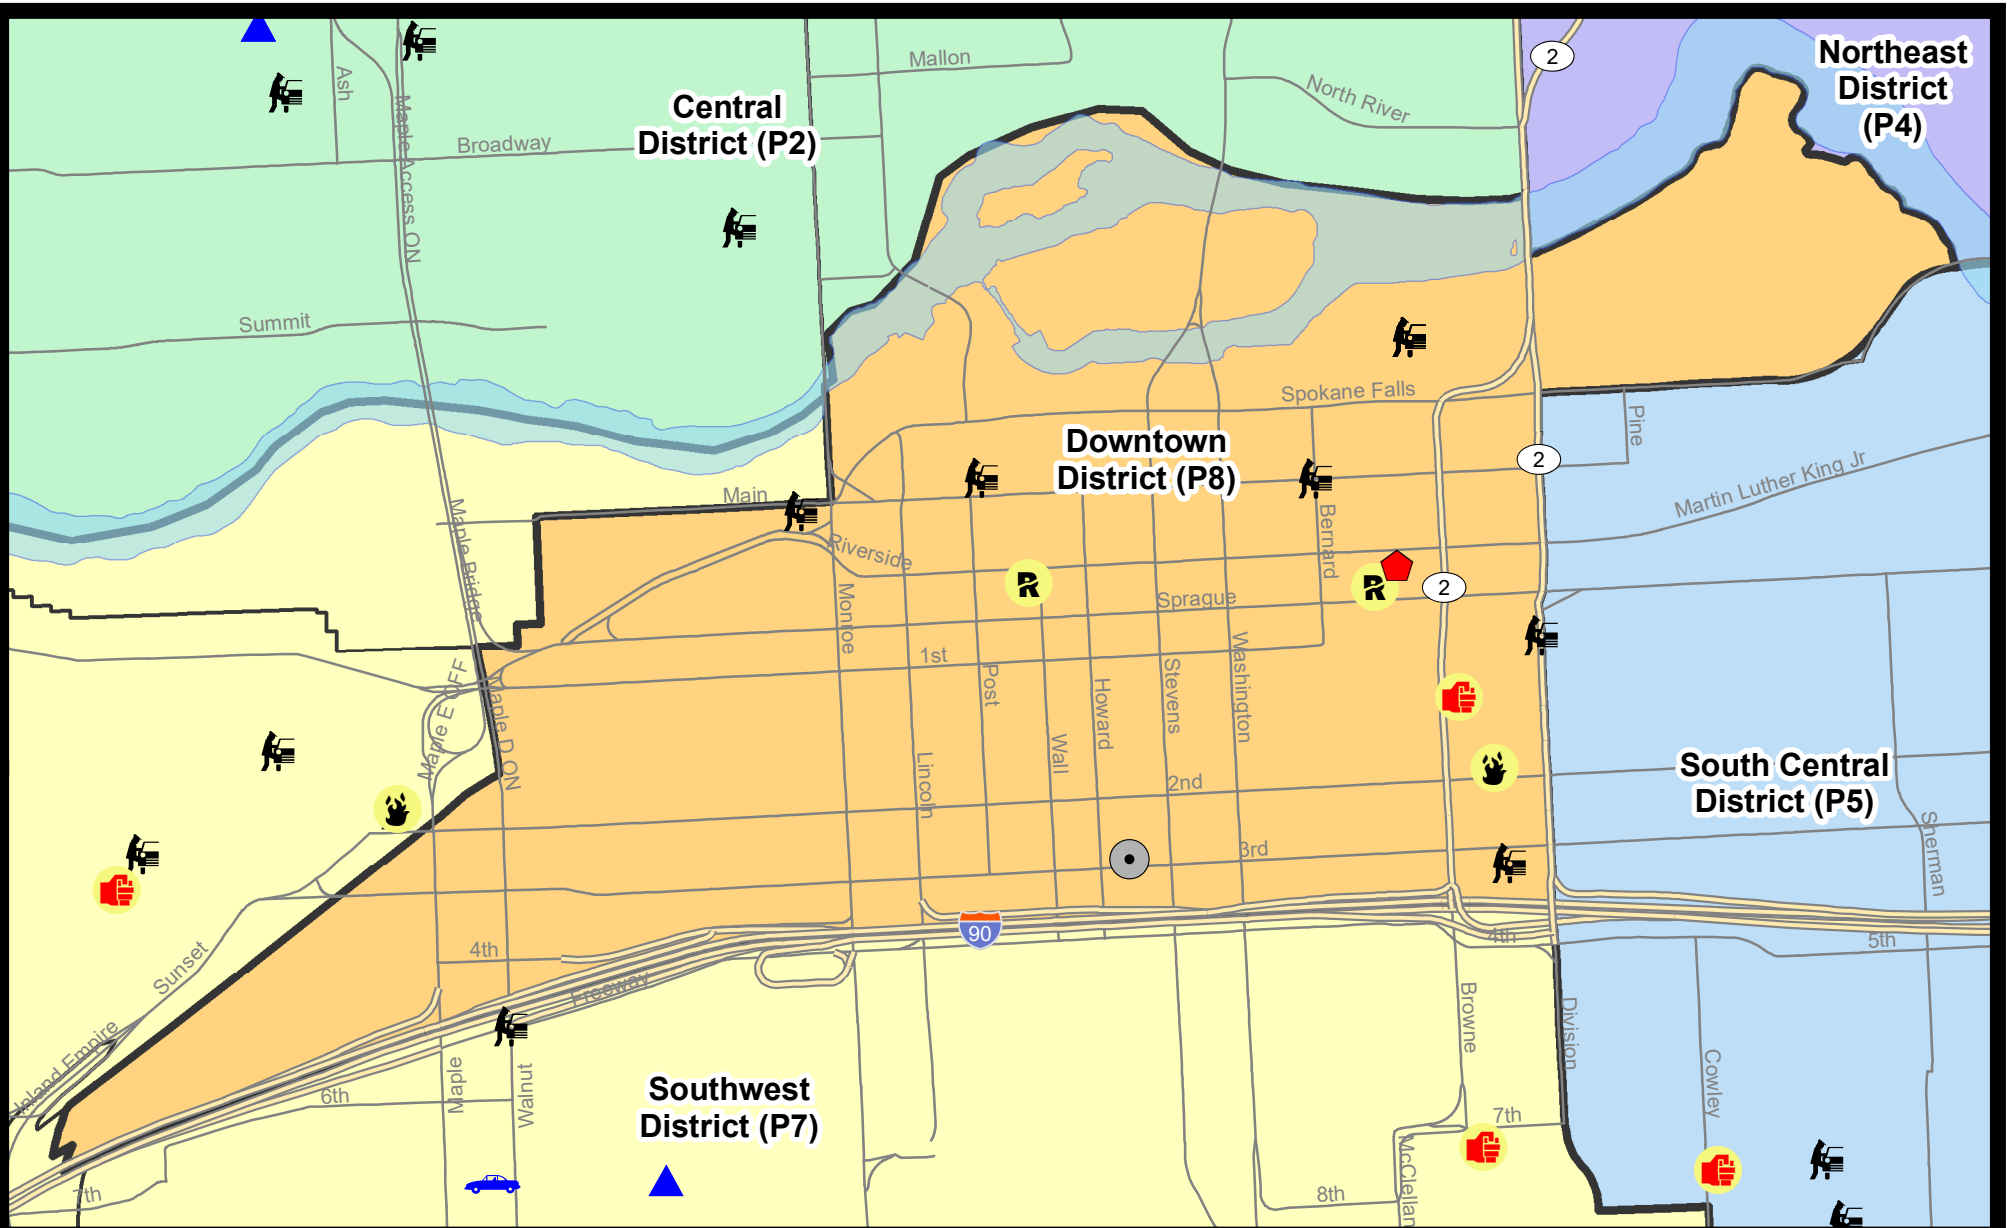 2
Northeast
District
(P4)
Mallon
Ash
North River
Central
District (P2)
Maple Access ON
Broadway
Summit
Spokane Falls
Pine
Downtown
District (P8)
2
Martin Luther King Jr
Main
Maple Bridge
Riverside
Bernard
R
R
2
Sprague
Monroe
1st
Washington
Stevens
Post
Howard
Maple E OFF
Maple D ON
Wall
Lincoln
2nd
South Central
District (P5)
3rd
Sherman
90
4th
4th
5th
Sunset
Freeway
Browne
Division
Inland Empire
6th
Maple
Walnut
Cowley
Southwest
District (P7)
7th
McClellan
7th
8th